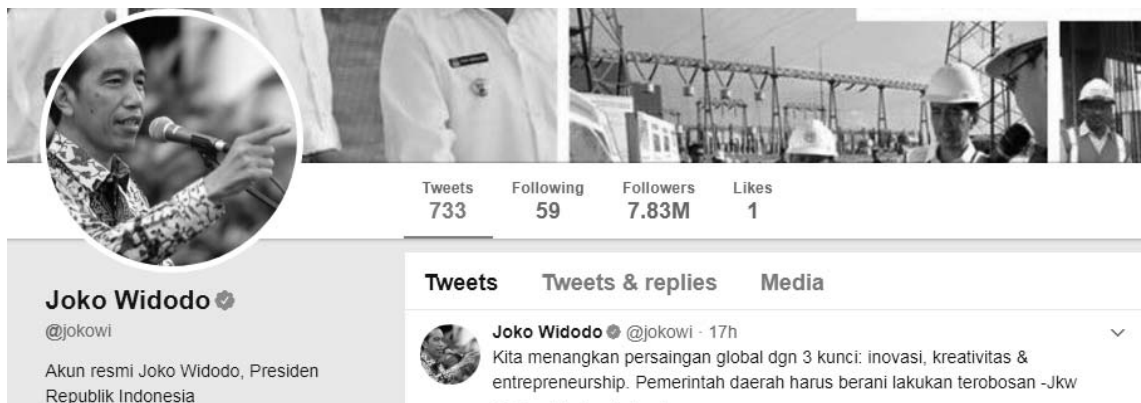 Tweets Following Followers Likes
733 59 7.83M 1
Joko Widodo
@jokowi
Akun resmi Joko Widodo, Presiden
Republik Indonesia
Tweets Tweets & replies Media
Joko Widodo @jokowi · 17h
Kita menangkan persaingan global dgn 3 kunci: inovasi, kreativitas &
entrepreneurship. Pemerintah daerah harus berani lakukan terobosan -Jkw